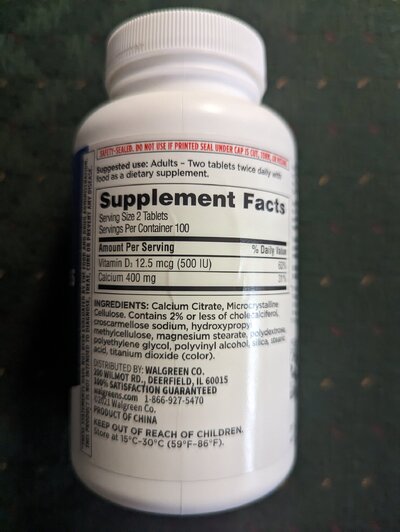 SAFETY-SEALED. DO NOT USE IF PRINTED SEAL UNDER CAP IS CUT, TORN, OR MISSING.
Suggested use: Adults – Two tablets twice daily with
food as a dietary supplement.
Supplement Facts
Serving Size 2 Tablets
Servings Per Container 100
Amount Per Serving % Daily Value
Vitamin D₃ 12.5 mcg (500 IU)
Calcium 400 mg 31%
INGREDIENTS: Calcium Citrate, Microcrystalline
Cellulose. Contains 2% or less of cholecalciferol,
croscarmellose sodium, hydroxypropyl
methylcellulose, magnesium stearate, polydextrose,
polyethylene glycol, polyvinyl alcohol, silica, stearic
acid, titanium dioxide (color).
DISTRIBUTED BY: WALGREEN CO.
200 WILMOT RD., DEERFIELD, IL 60015
100% SATISFACTION GUARANTEED
walgreens.com 1-866-927-5470
©2021 Walgreen Co.
PRODUCT OF CHINA
KEEP OUT OF REACH OF CHILDREN.
Store at 15°C-30°C (59°F-86°F).